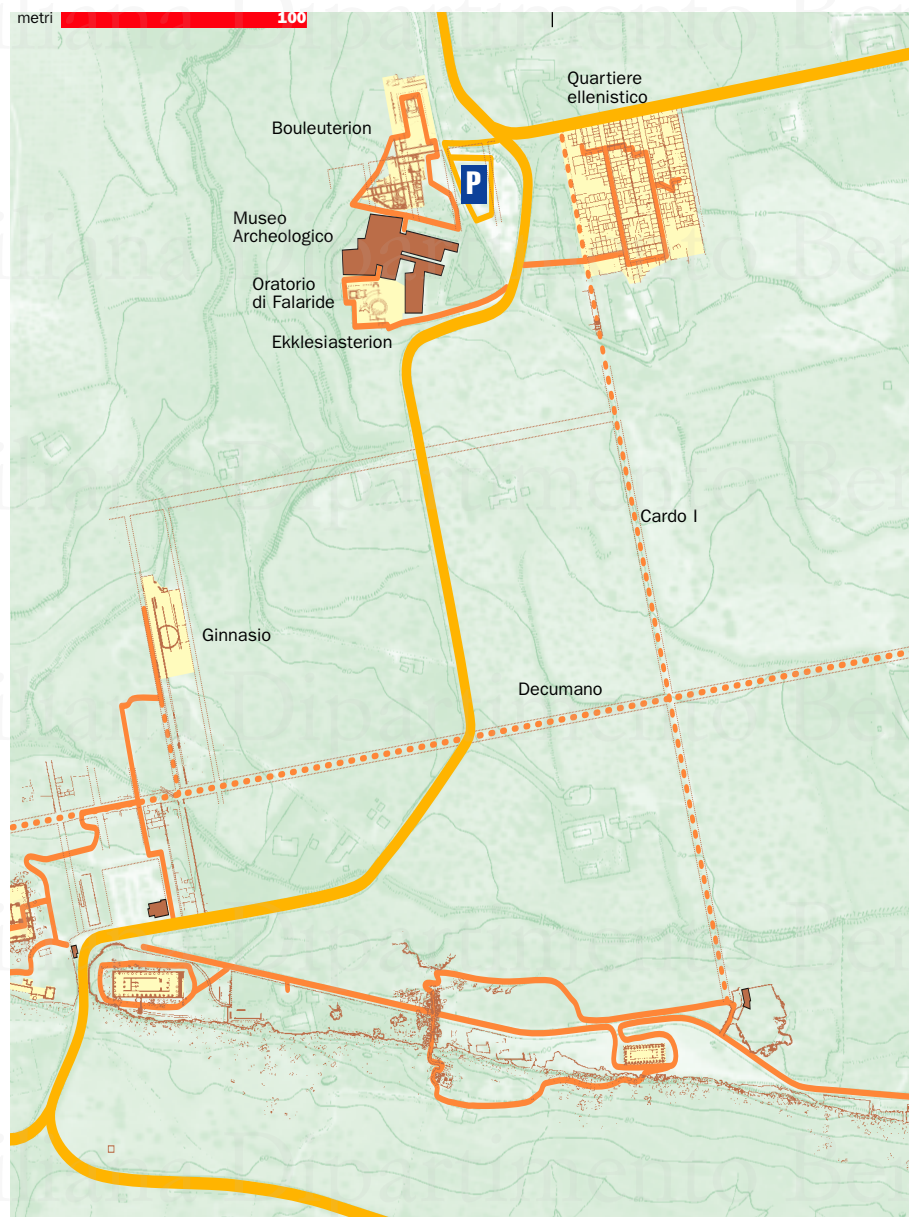 metri 100
Quartiere
ellenistico
Bouleuterion
P
Museo
Archeologico
Oratorio
di Falaride
Ekklesiasterion
Cardo I
Ginnasio
Decumano